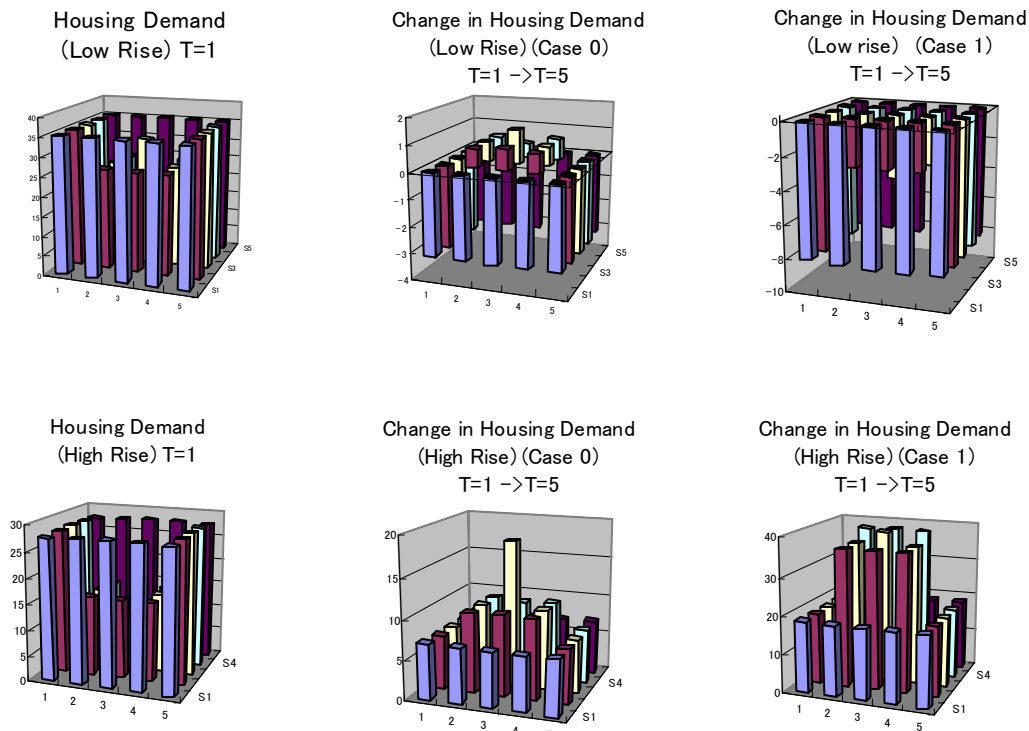 Housing Demand
(Low Rise) T=1
40
35
30
25
20
15
10
5
0
1 2 3 4 5
S1
S3
S5
Change in Housing Demand
(Low Rise)(Case 0)
T=1 ->T=5
2
1
0
-1
-2
-3
-4
1 2 3 4 5
S1
S3
S5
Change in Housing Demand
(Low rise) (Case 1)
T=1 ->T=5
0
-2
-4
-6
-8
-10
1 2 3 4 5
S1
S3
S5
Housing Demand
(High Rise) T=1
30
25
20
15
10
5
0
1 2 3 4 5
S1
S4
Change in Housing Demand
(High Rise)(Case 0)
T=1 ->T=5
20
15
10
5
0
1 2 3 4
S1
S4
Change in Housing Demand
(High Rise)(Case 1)
T=1 ->T=5
40
30
20
10
0
1 2 3 4 5
S1
S4